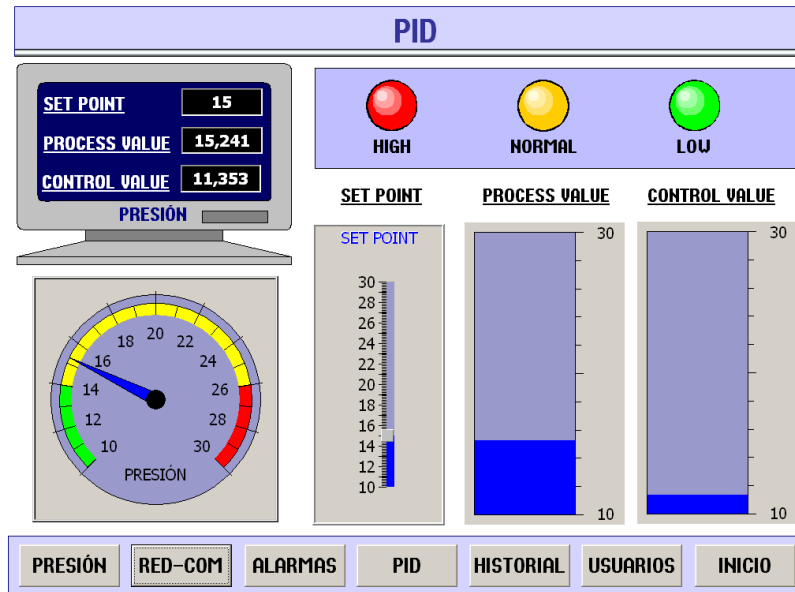 PID
SET POINT 15
PROCESS VALUE 15,241
CONTROL VALUE 11,353
PRESIÓN
HIGH NORMAL LOW
SET POINT PROCESS VALUE CONTROL VALUE
SET POINT
30
28
26
24
22
20
18
16
14
12
10
30
10
30
10
10
12
14
16
18
20
22
24
26
28
30
PRESIÓN
PRESIÓN RED-COM ALARMAS PID HISTORIAL USUARIOS INICIO